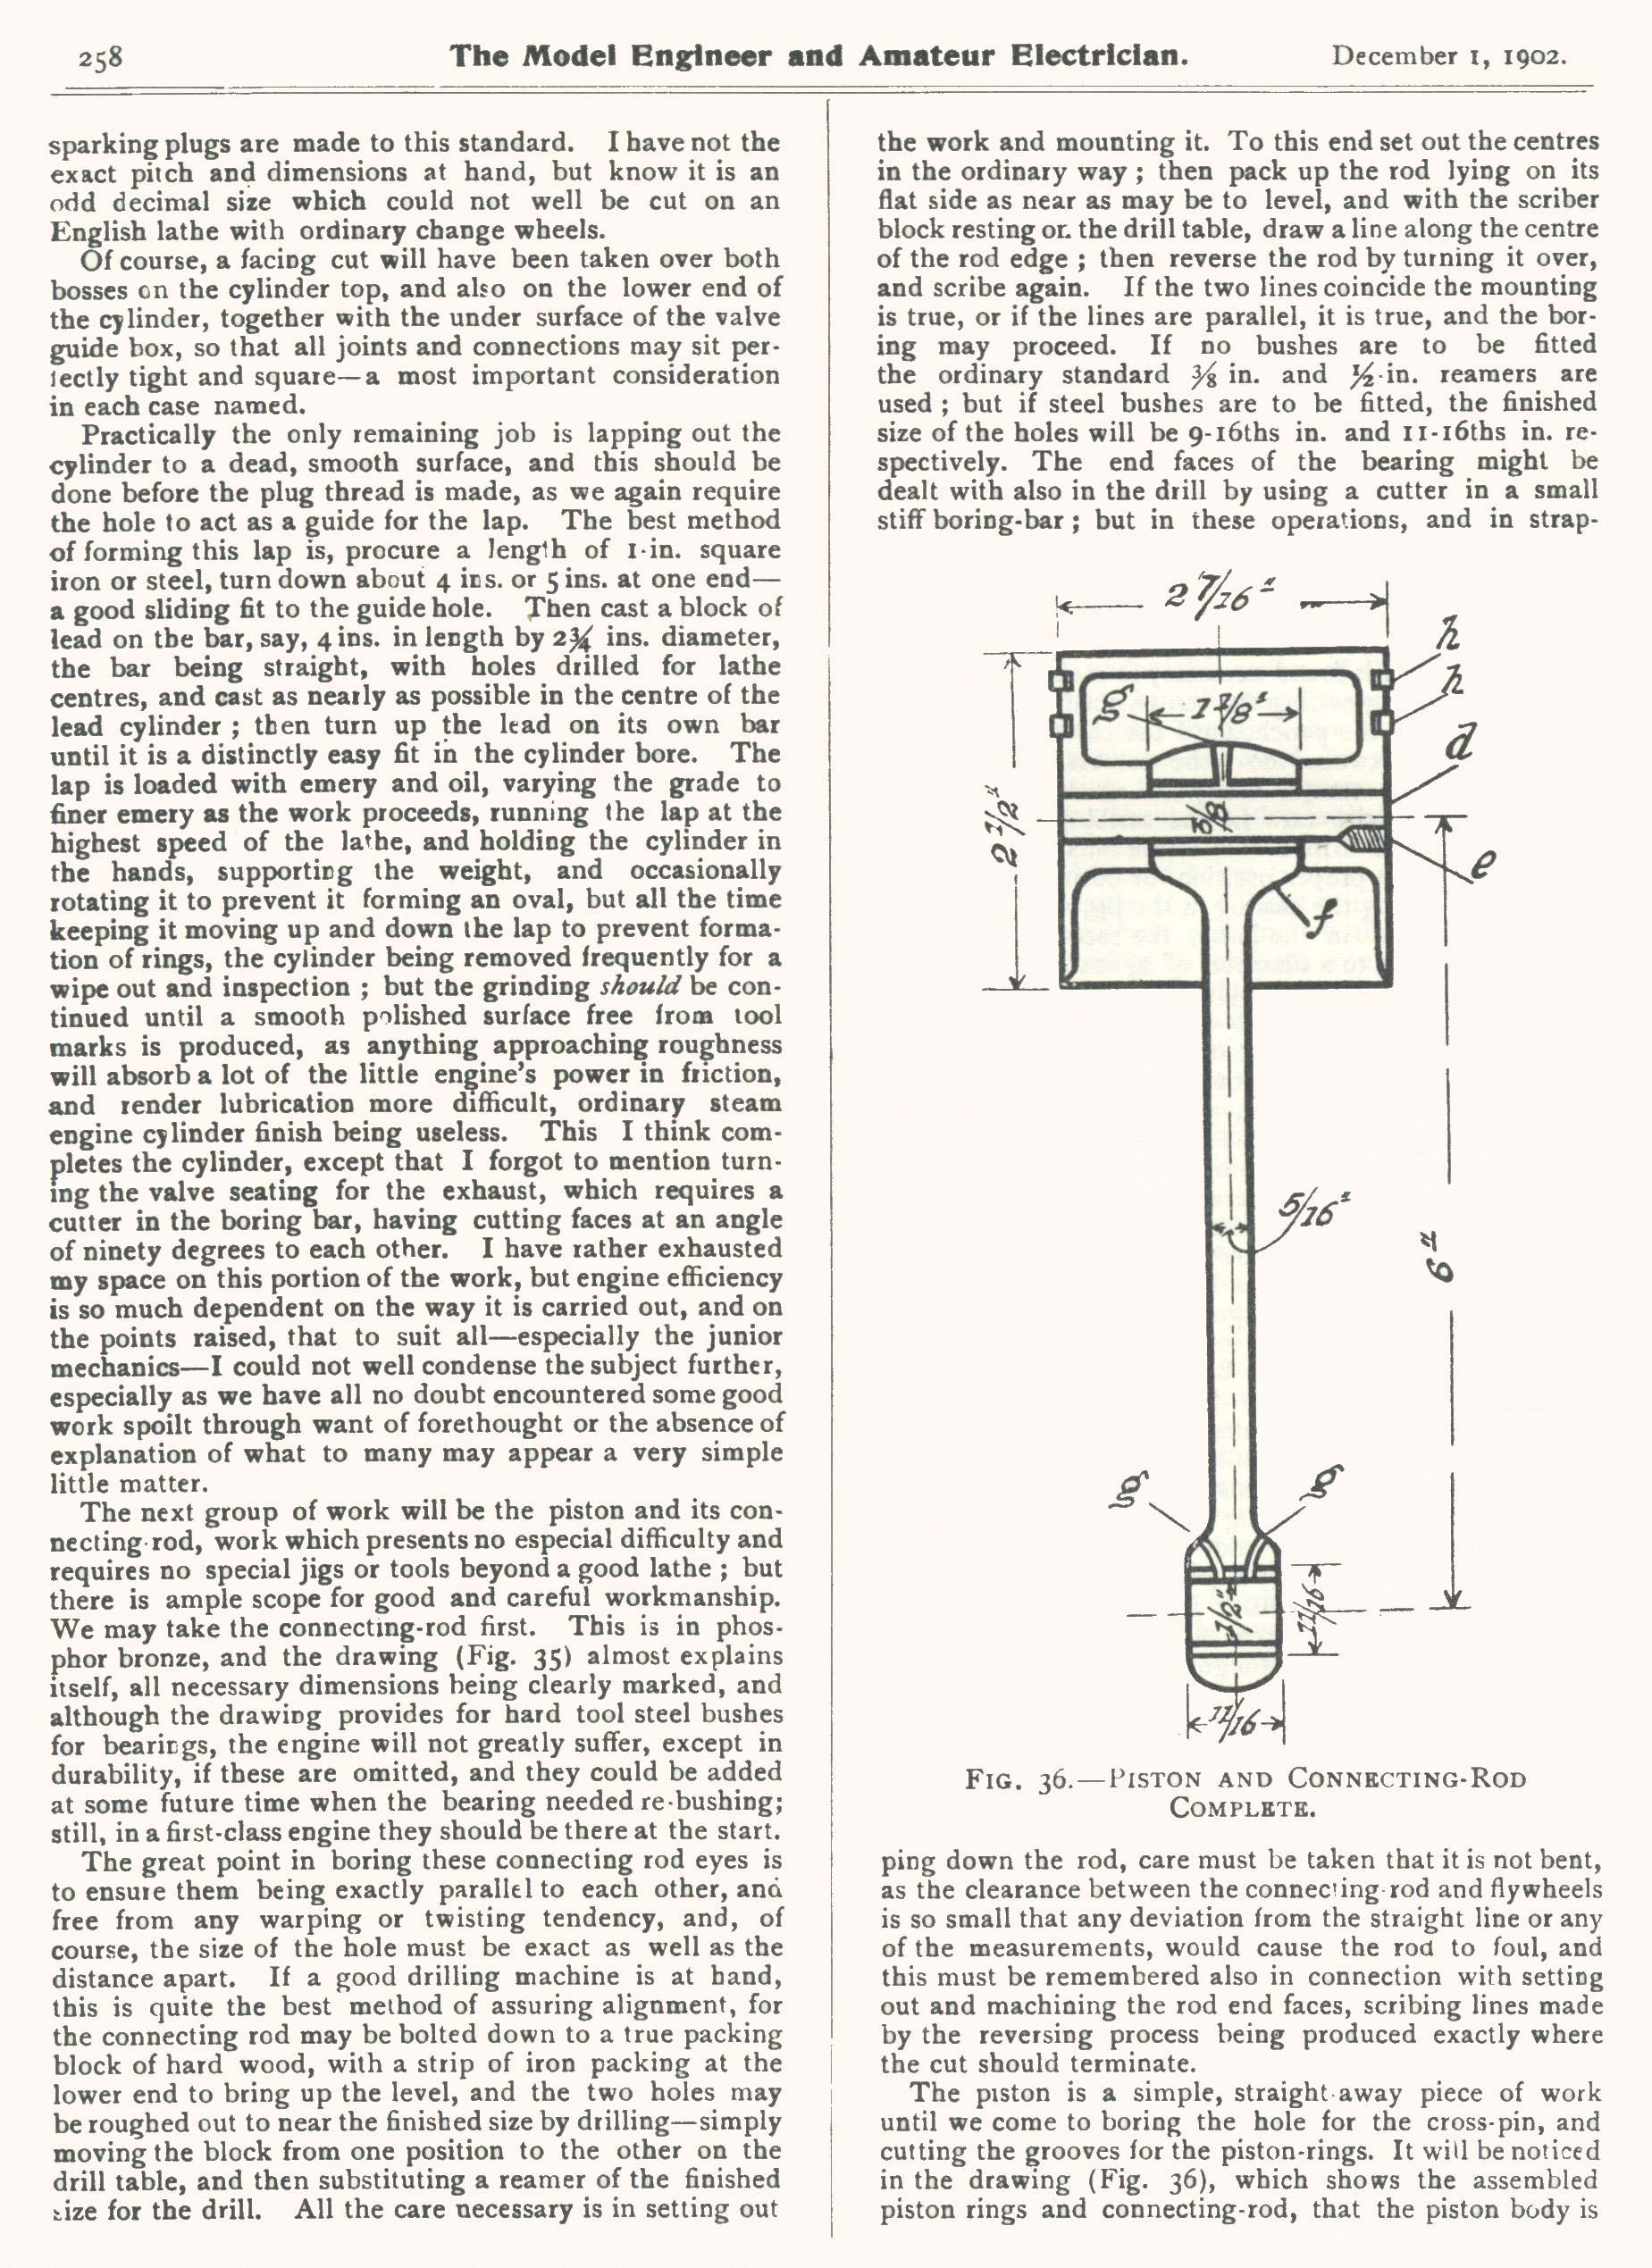 258
The Model Engineer and Amateur Electrician.
December 1, 1902.
sparking plugs are made to this standard. I have not the
exact pitch and dimensions at hand, but know it is an
odd decimal size which could not well be cut on an
English lathe with ordinary change wheels.
Of course, a facing cut will have been taken over both
bosses on the cylinder top, and also on the lower end of
the cylinder, together with the under surface of the valve
guide box, so that all joints and connections may sit per-
fectly tight and square—a most important consideration
in each case named.
Practically the only remaining job is lapping out the
cylinder to a dead, smooth surface, and this should be
done before the plug thread is made, as we again require
the hole to act as a guide for the lap. The best method
of forming this lap is, procure a length of 1-in. square
iron or steel, turn down about 4 ins. or 5 ins. at one end—
a good sliding fit to the guide hole. Then cast a block of
lead on the bar, say, 4 ins. in length by 2¾ ins. diameter,
the bar being straight, with holes drilled for lathe
centres, and cast as nearly as possible in the centre of the
lead cylinder ; then turn up the lead on its own bar
until it is a distinctly easy fit in the cylinder bore. The
lap is loaded with emery and oil, varying the grade to
finer emery as the work proceeds, running the lap at the
highest speed of the lathe, and holding the cylinder in
the hands, supporting the weight, and occasionally
rotating it to prevent it forming an oval, but all the time
keeping it moving up and down the lap to prevent forma-
tion of rings, the cylinder being removed frequently for a
wipe out and inspection ; but the grinding should be con-
tinued until a smooth polished surface free from tool
marks is produced, as anything approaching roughness
will absorb a lot of the little engine's power in friction,
and render lubrication more difficult, ordinary steam
engine cylinder finish being useless. This I think com-
pletes the cylinder, except that I forgot to mention turn-
ing the valve seating for the exhaust, which requires a
cutter in the boring bar, having cutting faces at an angle
of ninety degrees to each other. I have rather exhausted
my space on this portion of the work, but engine efficiency
is so much dependent on the way it is carried out, and on
the points raised, that to suit all—especially the junior
mechanics—I could not well condense the subject further,
especially as we have all no doubt encountered some good
work spoilt through want of forethought or the absence of
explanation of what to many may appear a very simple
little matter.
The next group of work will be the piston and its con-
necting-rod, work which presents no especial difficulty and
requires no special jigs or tools beyond a good lathe ; but
there is ample scope for good and careful workmanship.
We may take the connecting-rod first. This is in phos-
phor bronze, and the drawing (Fig. 35) almost explains
itself, all necessary dimensions being clearly marked, and
although the drawing provides for hard tool steel bushes
for bearings, the engine will not greatly suffer, except in
durability, if these are omitted, and they could be added
at some future time when the bearing needed re-bushing;
still, in a first-class engine they should be there at the start.
The great point in boring these connecting rod eyes is
to ensure them being exactly parallel to each other, and
free from any warping or twisting tendency, and, of
course, the size of the hole must be exact as well as the
distance apart. If a good drilling machine is at hand,
this is quite the best method of assuring alignment, for
the connecting rod may be bolted down to a true packing
block of hard wood, with a strip of iron packing at the
lower end to bring up the level, and the two holes may
be roughed out to near the finished size by drilling—simply
moving the block from one position to the other on the
drill table, and then substituting a reamer of the finished
size for the drill. All the care necessary is in setting out
the work and mounting it. To this end set out the centres
in the ordinary way ; then pack up the rod lying on its
flat side as near as may be to level, and with the scriber
block resting on the drill table, draw a line along the centre
of the rod edge ; then reverse the rod by turning it over,
and scribe again. If the two lines coincide the mounting
is true, or if the lines are parallel, it is true, and the bor-
ing may proceed. If no bushes are to be fitted
the ordinary standard ⅜ in. and ½-in. reamers are
used ; but if steel bushes are to be fitted, the finished
size of the holes will be 9-16ths in. and 11-16ths in. re-
spectively. The end faces of the bearing might be
dealt with also in the drill by using a cutter in a small
stiff boring-bar ; but in these operations, and in strap-
2 7/16"
h
h
g
1 7/8"
d
2 1/2"
3/8
e
f
5/16"
6"
g
g
1/2"
11/16
11/16
FIG. 36.—PISTON AND CONNECTING-ROD
COMPLETE.
ping down the rod, care must be taken that it is not bent,
as the clearance between the connecting-rod and flywheels
is so small that any deviation from the straight line or any
of the measurements, would cause the rod to foul, and
this must be remembered also in connection with setting
out and machining the rod end faces, scribing lines made
by the reversing process being produced exactly where
the cut should terminate.
The piston is a simple, straight-away piece of work
until we come to boring the hole for the cross-pin, and
cutting the grooves for the piston-rings. It will be noticed
in the drawing (Fig. 36), which shows the assembled
piston rings and connecting-rod, that the piston body is